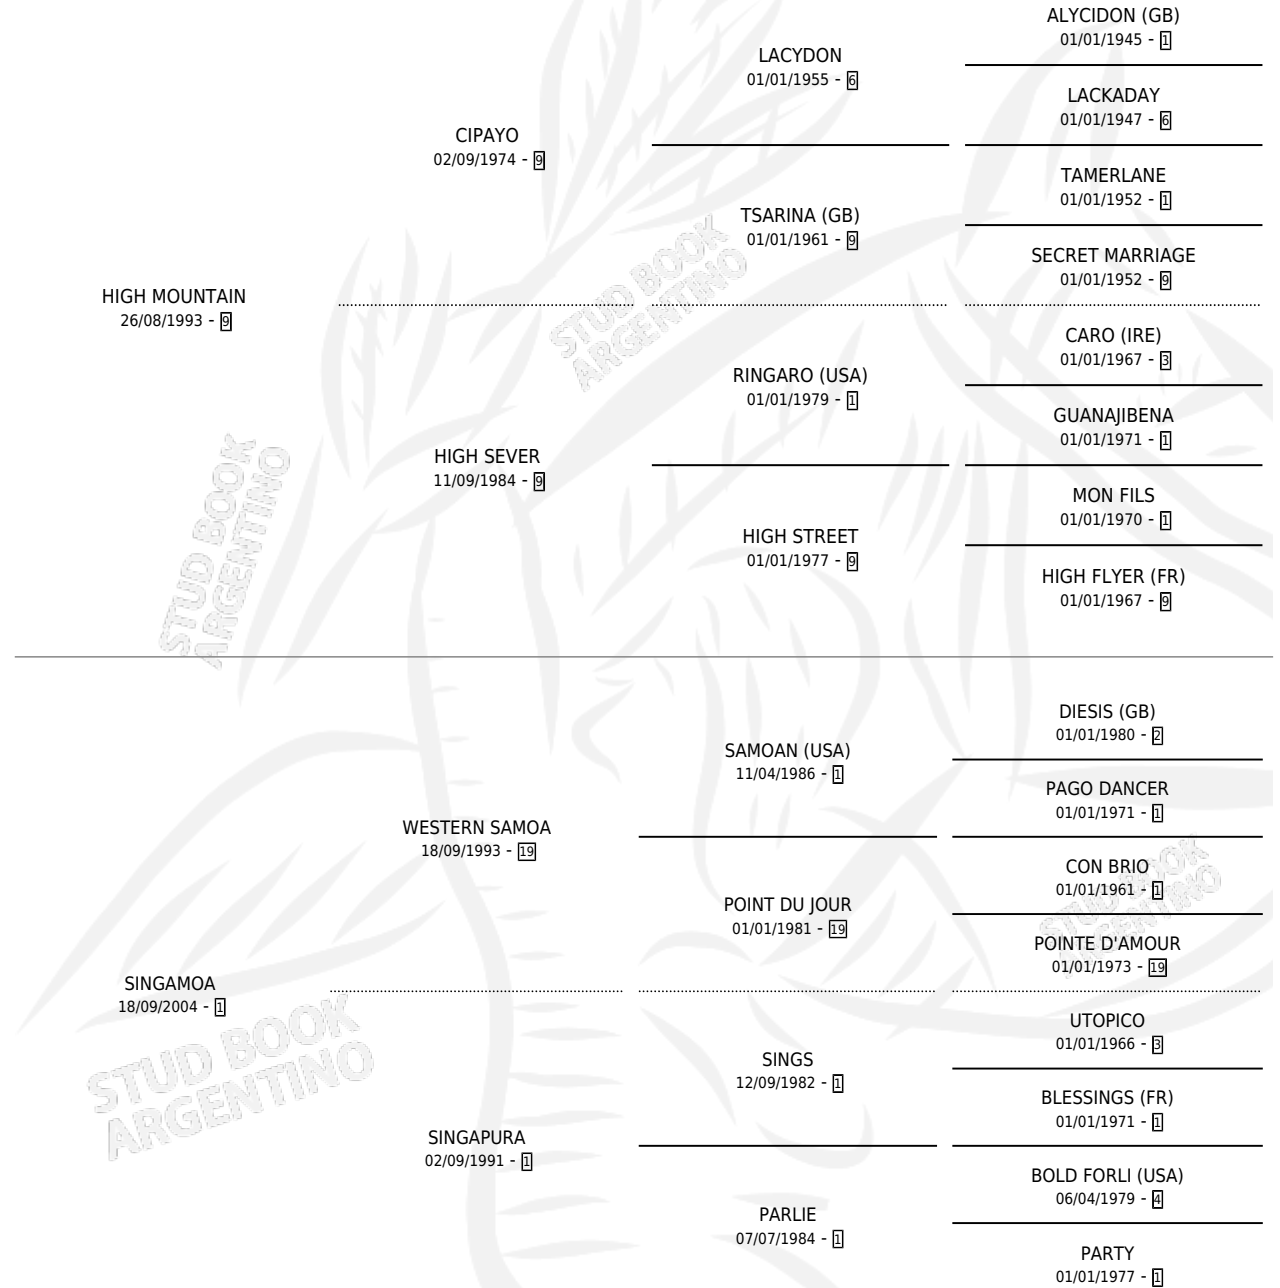 ALYCIDON (GB)
01/01/1945 - 1
LACYDON
01/01/1955 - 6
LACKADAY
01/01/1947 - 6
CIPAYO
02/09/1974 - 9
TAMERLANE
01/01/1952 - 1
TSARINA (GB)
01/01/1961 - 9
SECRET MARRIAGE
01/01/1952 - 9
HIGH MOUNTAIN
26/08/1993 - 9
STUD BOOK
ARGENTINO
CARO (IRE)
01/01/1967 - 3
RINGARO (USA)
01/01/1979 - 1
GUANAJIBENA
01/01/1971 - 1
HIGH SEVER
11/09/1984 - 9
MON FILS
01/01/1970 - 1
HIGH STREET
01/01/1977 - 9
HIGH FLYER (FR)
01/01/1967 - 9
STUD BOOK
ARGENTINO
DIESIS (GB)
01/01/1980 - 2
SAMOAN (USA)
11/04/1986 - 1
PAGO DANCER
01/01/1971 - 1
WESTERN SAMOA
18/09/1993 - 19
CON BRIO
01/01/1961 - 1
POINT DU JOUR
01/01/1981 - 19
STUD BOOK
ARGENTINO
POINTE D'AMOUR
01/01/1973 - 19
SINGAMOA
18/09/2004 - 1
UTOPICO
01/01/1966 - 3
SINGS
12/09/1982 - 1
BLESSINGS (FR)
01/01/1971 - 1
STUD BOOK
ARGENTINO
SINGAPURA
02/09/1991 - 1
BOLD FORLI (USA)
06/04/1979 - 4
PARLIE
07/07/1984 - 1
PARTY
01/01/1977 - 1